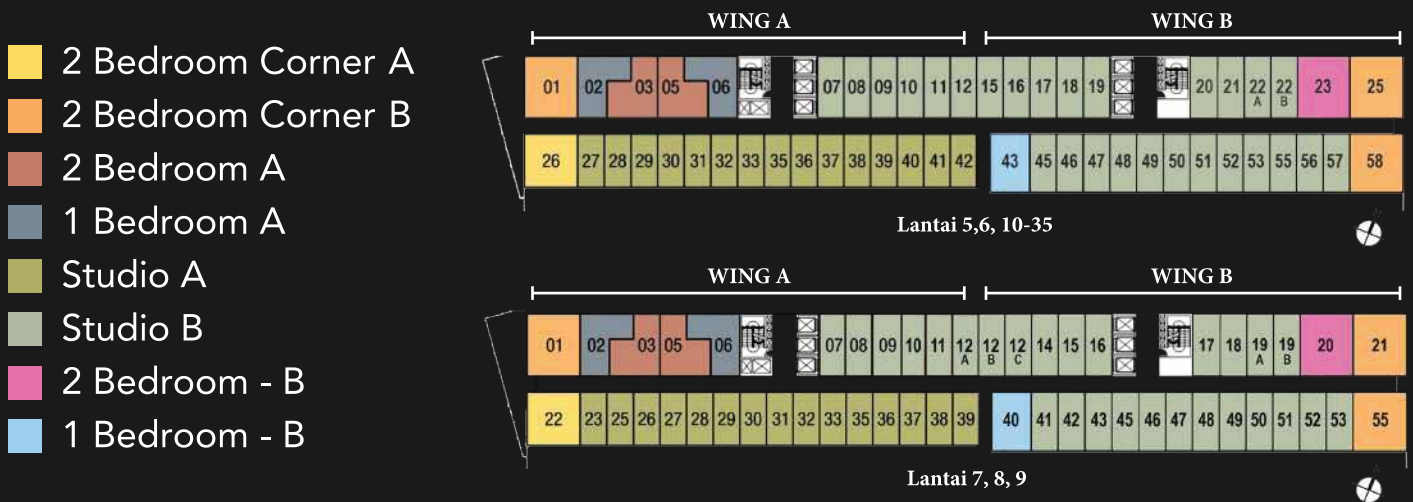 2 Bedroom Corner A
2 Bedroom Corner B
2 Bedroom A
1 Bedroom A
Studio A
Studio B
2 Bedroom - B
1 Bedroom - B
WING A WING B
01 02 03 05 06 07 08 09 10 11 12 15 16 17 18 19 20 21 22 A 22 B 23 25
26 27 28 29 30 31 32 33 35 36 37 38 39 40 41 42 43 45 46 47 48 49 50 51 52 53 55 56 57 58
Lantai 5,6, 10-35
WING A WING B
01 02 03 05 06 07 08 09 10 11 12 A 12 B 12 C 14 15 16 17 18 19 A 19 B 20 21
22 23 25 26 27 28 29 30 31 32 33 35 36 37 38 39 40 41 42 43 45 46 47 48 49 50 51 52 53 55
Lantai 7, 8, 9